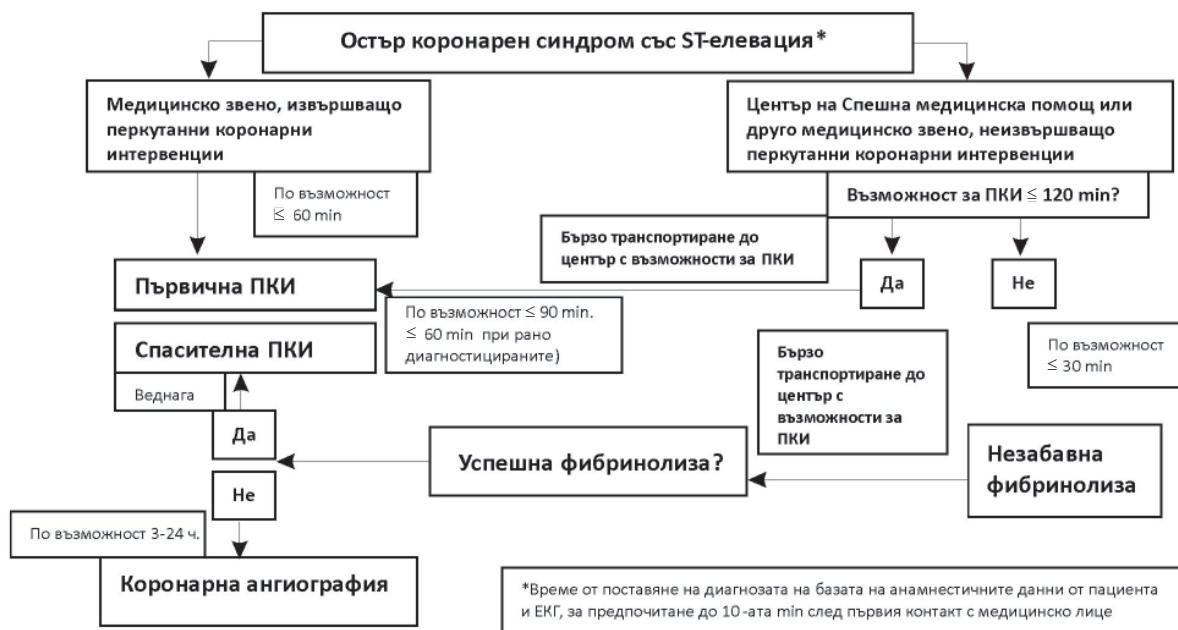 Остър коронарен синдром със ST-елевация*
Медицинско звено, извършващо
перкутанни коронарни
интервенции
Център на Спешна медицинска помощ или
друго медицинско звено, неизвършващо
перкутанни коронарни интервенции
По възможност
≤ 60 min
Възможност за ПКИ ≤ 120 min?
Бързо транспортиране до
център с възможности за ПКИ
Да
Не
Първична ПКИ
По възможност ≤ 90 min.
≤ 60 min при рано
диагностицираните)
Спасителна ПКИ
Веднага
Бързо
транспортиране до
център с
възможности за
ПКИ
По възможност
≤ 30 min
Да
Успешна фибринолиза?
Незабавна
фибринолиза
Не
По възможност 3-24 ч.
Коронарна ангиография
*Време от поставяне на диагнозата на базата на анамнестичните данни от пациента
и ЕКГ, за предпочитане до 10-ата min след първия контакт с медицинско лице